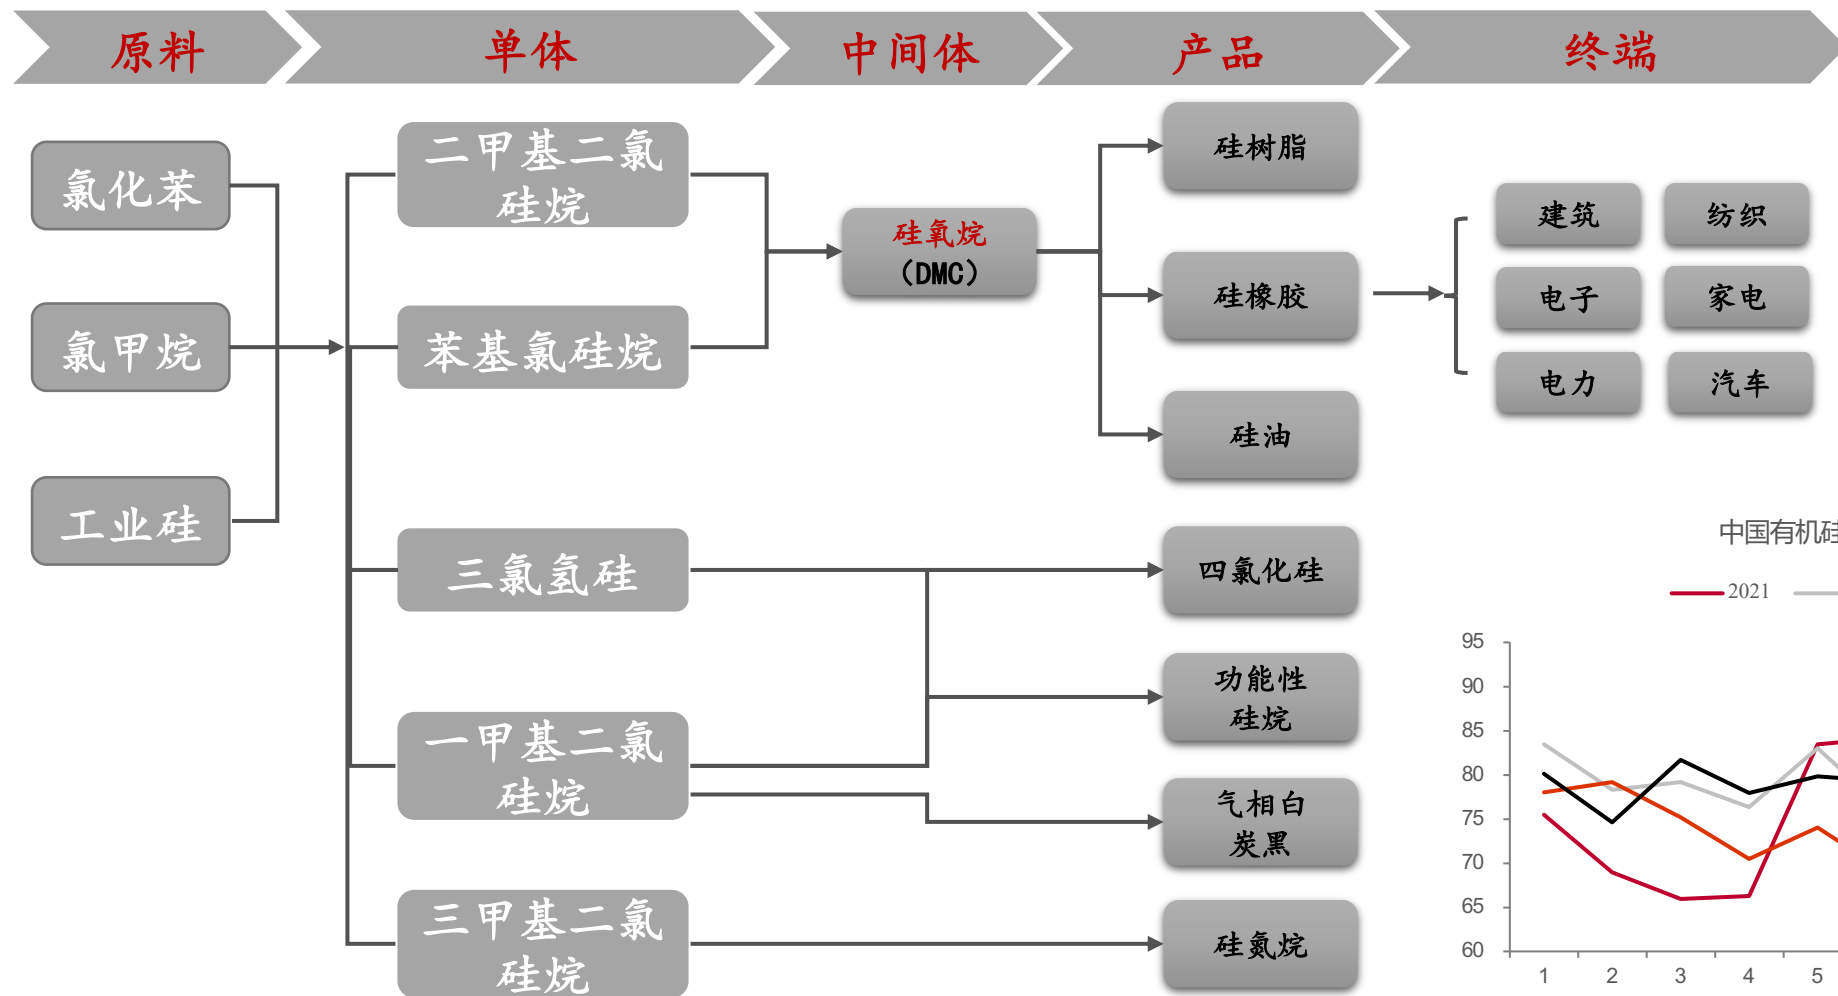 原料
单体
中间体
产品
终端
氯化苯
氯甲烷
工业硅
二甲基二氯
硅烷
苯基氯硅烷
三氯氢硅
一甲基二氯
硅烷
三甲基二氯
硅烷
硅氧烷
（DMC）
硅树脂
硅橡胶
硅油
四氯化硅
功能性
硅烷
气相白
炭黑
硅氮烷
建筑
纺织
电子
家电
电力
汽车
中国有机硅
2021
95
90
85
80
75
70
65
60
1
2
3
4
5